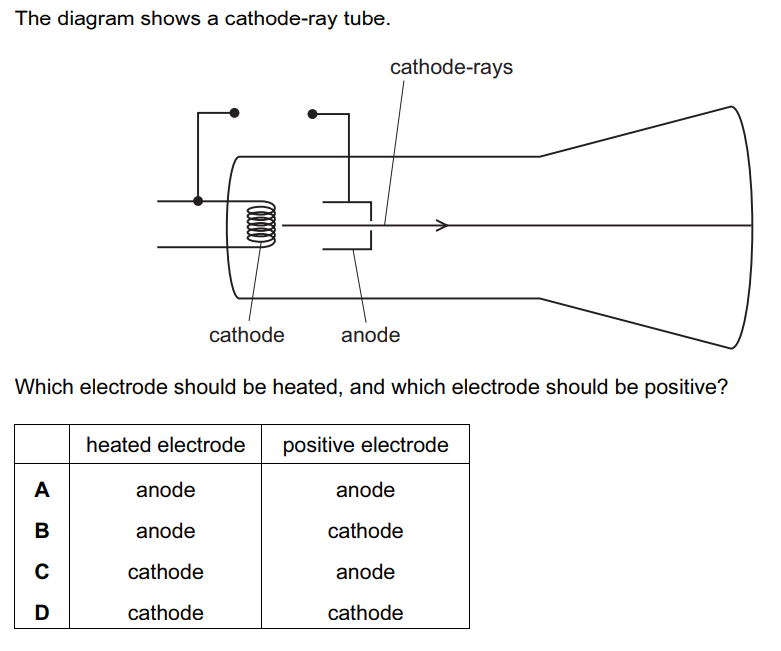 The diagram shows a cathode-ray tube.
cathode-rays
cathode
anode
Which electrode should be heated, and which electrode should be positive?
heated electrode positive electrode
A anode anode
B anode cathode
C cathode anode
D cathode cathode